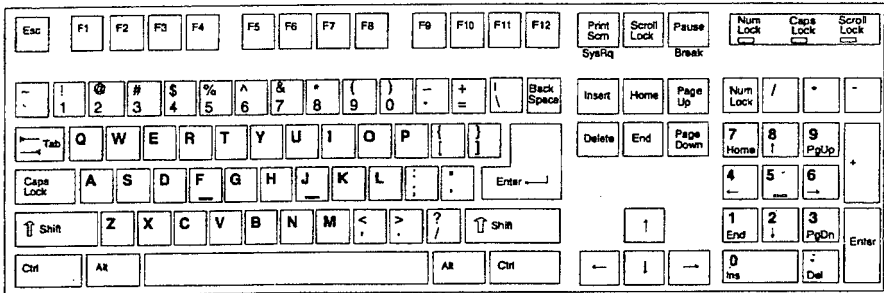 Esc F1 F2 F3 F4 F5 F6 F7 F8 F9 F10 F11 F12 Print Scrn Scroll Lock Pause Num Lock Caps Lock Scroll Lock
SysRq Break
~ ! @ # $ % ^ & * ( ) - + | Back Space Insert Home Page Up Num Lock / * -
` 1 2 3 4 5 6 7 8 9 0 - = \
Tab Q W E R T Y U I O P { } Delete End Page Down 7 8 9 +
[ ] Home ↑ PgUp
Caps Lock A S D F G H J K L : " Enter 4 5 6
; ' ← →
⇧ Shift Z X C V B N M < > ? ⇧ Shift ↑ 1 2 3 Enter
, . / End ↓ PgDn
Ctrl Alt Alt Ctrl ← ↓ → 0 .
Ins Del